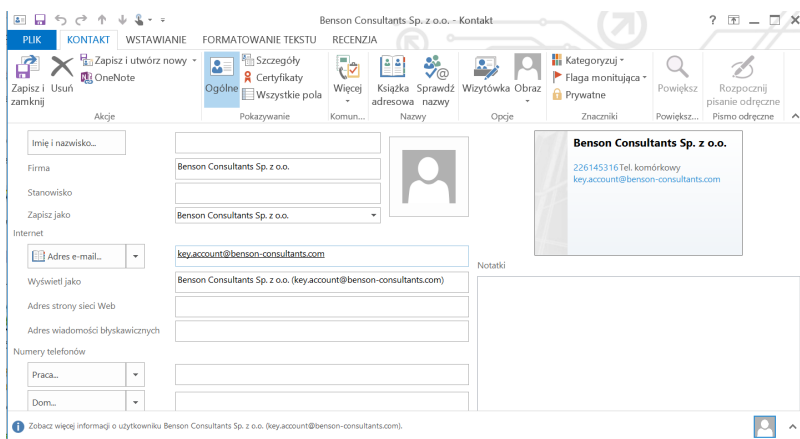 Benson Consultants Sp. z o.o. - Kontakt
PLIK KONTAKT WSTAWIANIE FORMATOWANIE TEKSTU RECENZJA
Zapisz i zamknij
Usuń
Zapisz i utwórz nowy
OneNote
Akcje
Ogólne
Szczegóły
Certyfikaty
Wszystkie pola
Pokazywanie
Więcej
Komun...
Książka adresowa
Sprawdź nazwy
Nazwy
Wizytówka
Obraz
Opcje
Kategoryzuj
Flaga monitująca
Prywatne
Znaczniki
Powiększ
Powiększ...
Rozpocznij pisanie odręczne
Pismo odręczne
Imię i nazwisko...
Firma Benson Consultants Sp. z o.o.
Stanowisko
Zapisz jako Benson Consultants Sp. z o.o.
Internet
Adres e-mail... key.account@benson-consultants.com
Wyświetl jako Benson Consultants Sp. z o.o. (key.account@benson-consultants.com)
Adres strony sieci Web
Adres wiadomości błyskawicznych
Numery telefonów
Praca...
Dom...
Benson Consultants Sp. z o.o.
226145316 Tel. komórkowy
key.account@benson-consultants.com
Notatki
Zobacz więcej informacji o użytkowniku Benson Consultants Sp. z o.o. (key.account@benson-consultants.com).